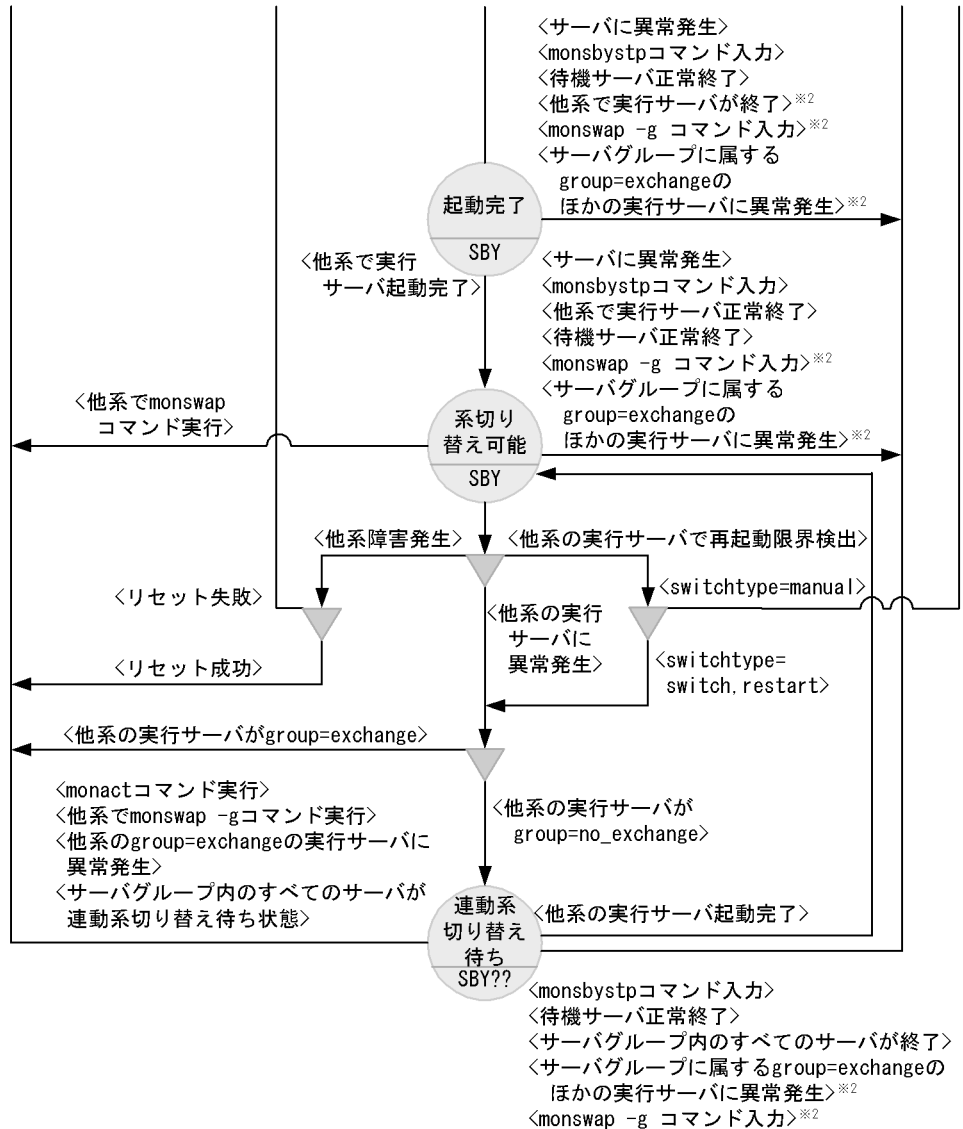 <サーバに異常発生>
<monsbystpコマンド入力>
<待機サーバ正常終了>
<他系で実行サーバが終了>※2
<monswap -g コマンド入力>※2
<サーバグループに属する
group=exchangeの
ほかの実行サーバに異常発生>※2
起動完了
SBY
<他系で実行
サーバ起動完了>
<サーバに異常発生>
<monsbystpコマンド入力>
<他系で実行サーバ正常終了>
<待機サーバ正常終了>
<monswap -g コマンド入力>※2
<サーバグループに属する
group=exchangeの
ほかの実行サーバに異常発生>※2
<他系でmonswap
コマンド実行>
系切り
替え可能
SBY
<他系障害発生>
<他系の実行サーバで再起動限界検出>
<リセット失敗>
<switchtype=manual>
<他系の実行
サーバに
異常発生>
<リセット成功>
<switchtype=
switch,restart>
<他系の実行サーバがgroup=exchange>
<monactコマンド実行>
<他系でmonswap -gコマンド実行>
<他系のgroup=exchangeの実行サーバに
異常発生>
<サーバグループ内のすべてのサーバが
連動系切り替え待ち状態>
<他系の実行サーバが
group=no_exchange>
連動系
切り替え
待ち
SBY??
<他系の実行サーバ起動完了>
<monsbystpコマンド入力>
<待機サーバ正常終了>
<サーバグループ内のすべてのサーバが終了>
<サーバグループに属するgroup=exchangeの
ほかの実行サーバに異常発生>※2
<monswap -g コマンド入力>※2